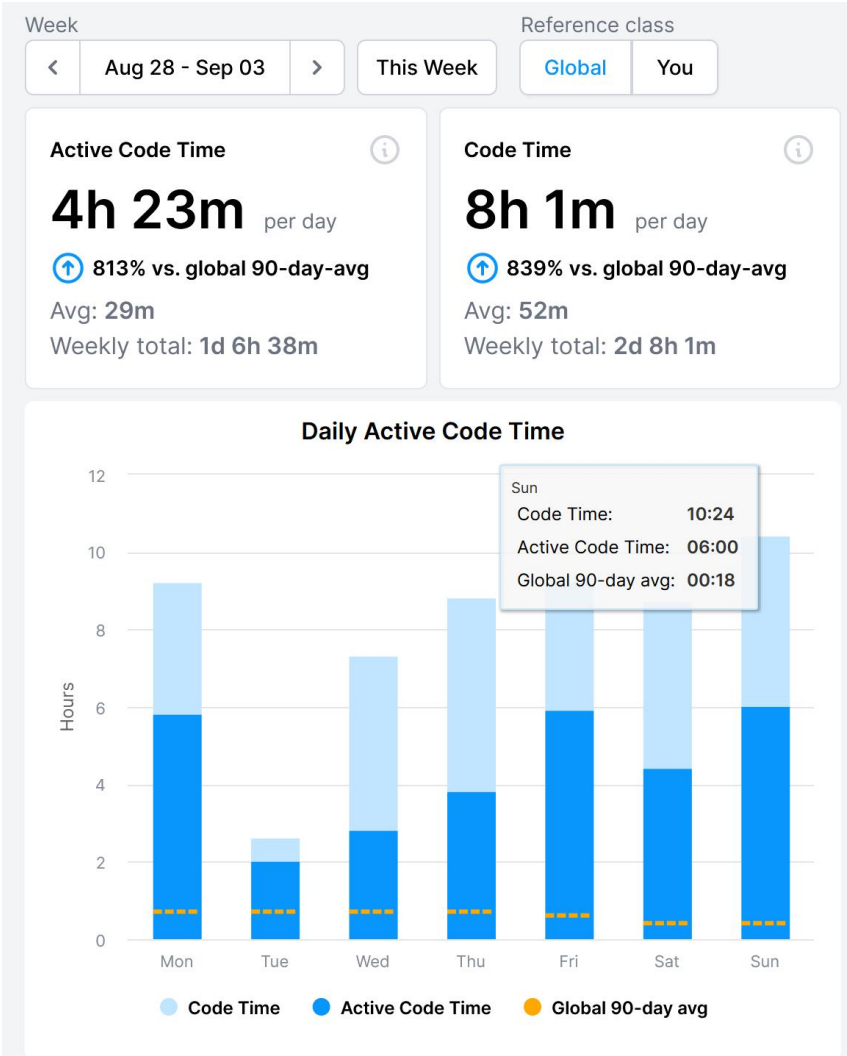 Week
Reference class
Aug 28 - Sep 03
This Week
Global
You
Active Code Time
4h 23m per day
813% vs. global 90-day-avg
Avg: 29m
Weekly total: 1d 6h 38m
Code Time
8h 1m per day
839% vs. global 90-day-avg
Avg: 52m
Weekly total: 2d 8h 1m
Daily Active Code Time
12
10
8
6
4
2
0
Hours
Sun
Code Time: 10:24
Active Code Time: 06:00
Global 90-day avg: 00:18
Mon Tue Wed Thu Fri Sat Sun
Code Time Active Code Time Global 90-day avg